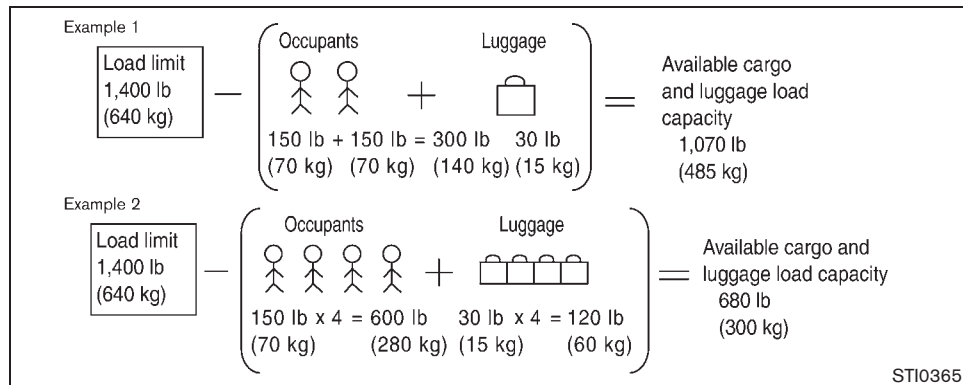 Example 1
Load limit
1,400 lb
(640 kg)
Occupants
Luggage
150 lb + 150 lb = 300 lb 30 lb
(70 kg) (70 kg) (140 kg) (15 kg)
Available cargo
and luggage load
capacity
1,070 lb
(485 kg)
Example 2
Load limit
1,400 lb
(640 kg)
Occupants
Luggage
150 lb x 4 = 600 lb 30 lb x 4 = 120 lb
(70 kg) (280 kg) (15 kg) (60 kg)
Available cargo and
luggage load capacity
680 lb
(300 kg)
STI0365